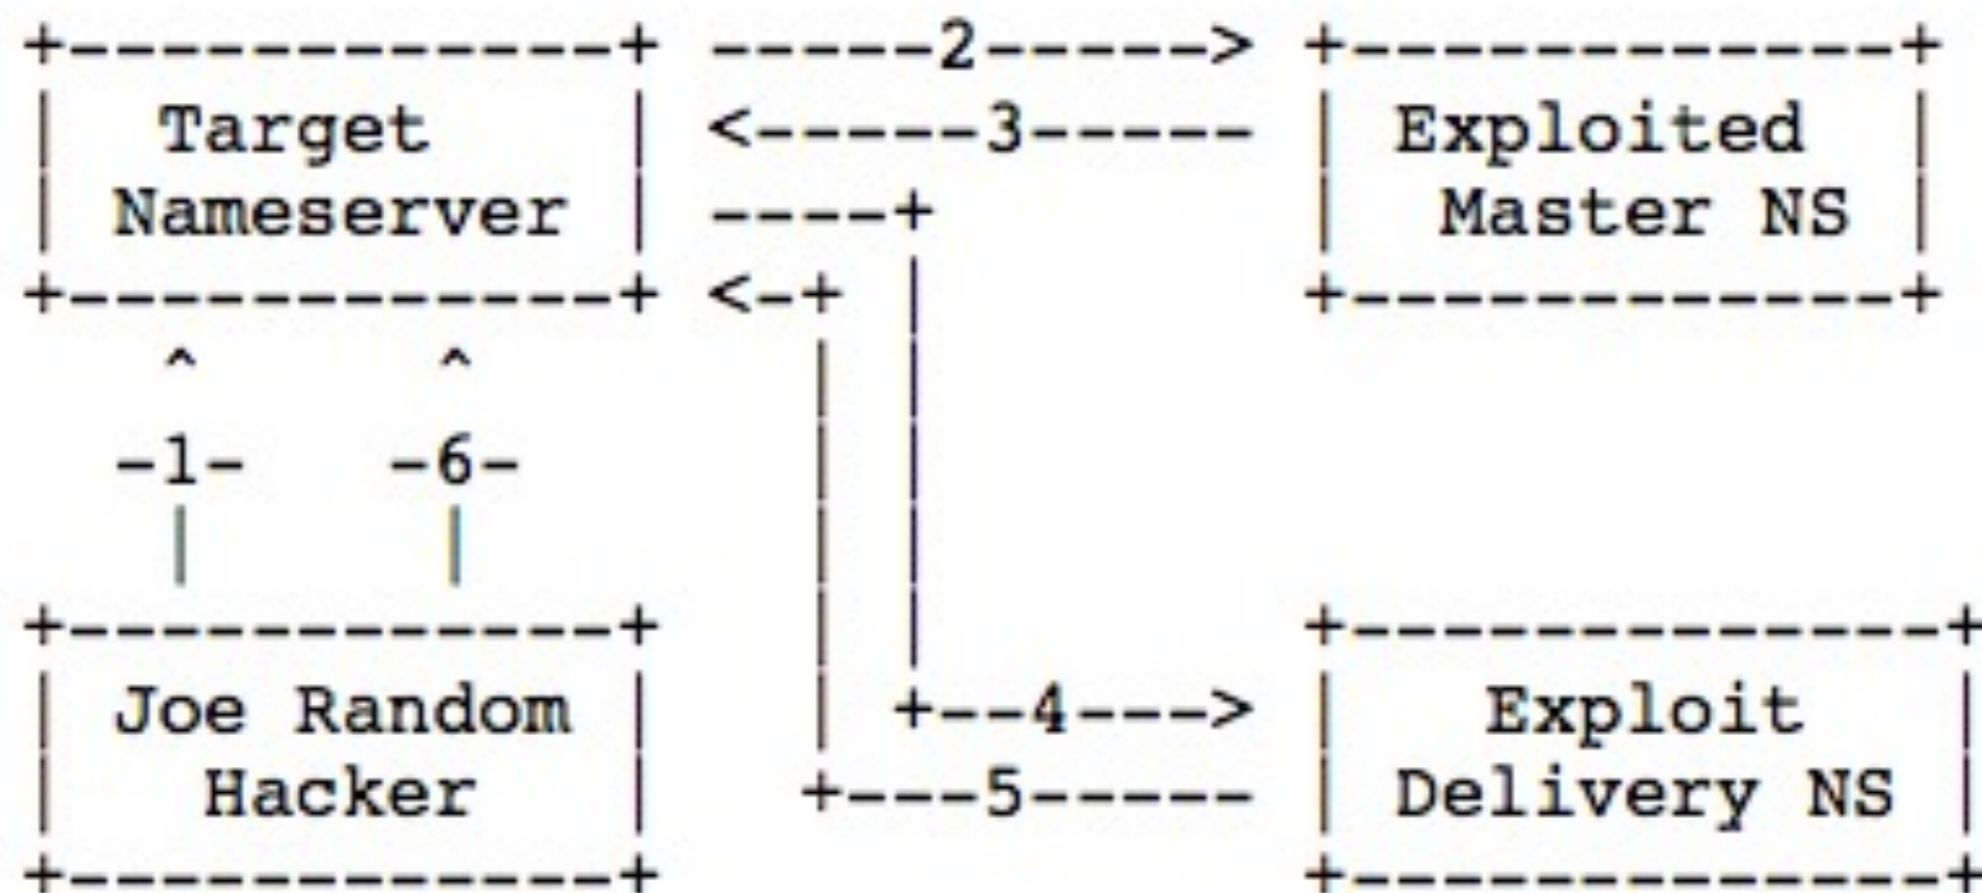 +------------+ -----2-----> +------------+
| Target | <-----3----- | Exploited |
| Nameserver | ----+ | Master NS |
+------------+ <-+ | +------------+
^ ^ | |
-1- -6- | |
| | | |
+------------+ | | +-------------+
| Joe Random | | +--4---> | Exploit |
| Hacker | +---5----- | Delivery NS |
+------------+ +-------------+